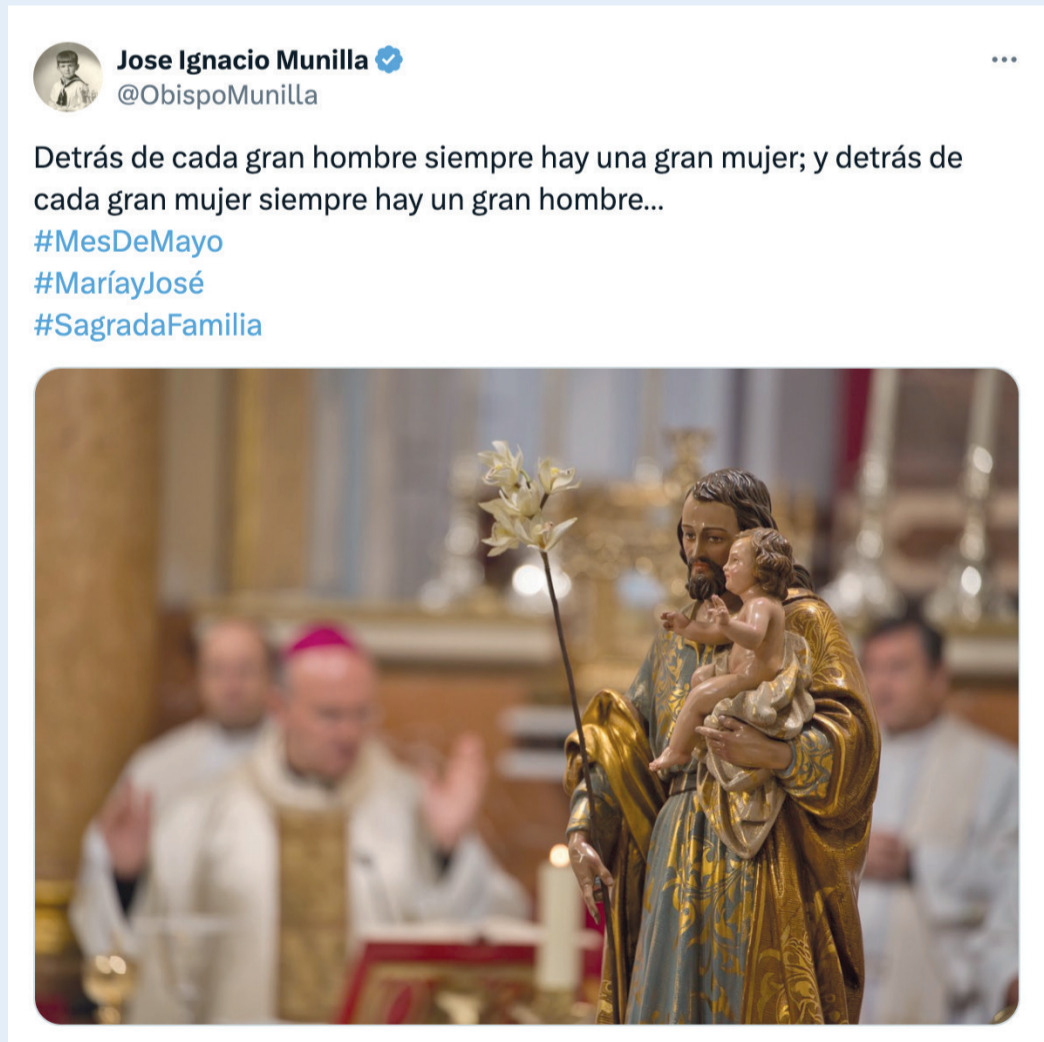 Jose Ignacio Munilla
@ObispoMunilla
Detrás de cada gran hombre siempre hay una gran mujer; y detrás de
cada gran mujer siempre hay un gran hombre...
#MesDeMayo
#MaríayJosé
#SagradaFamilia